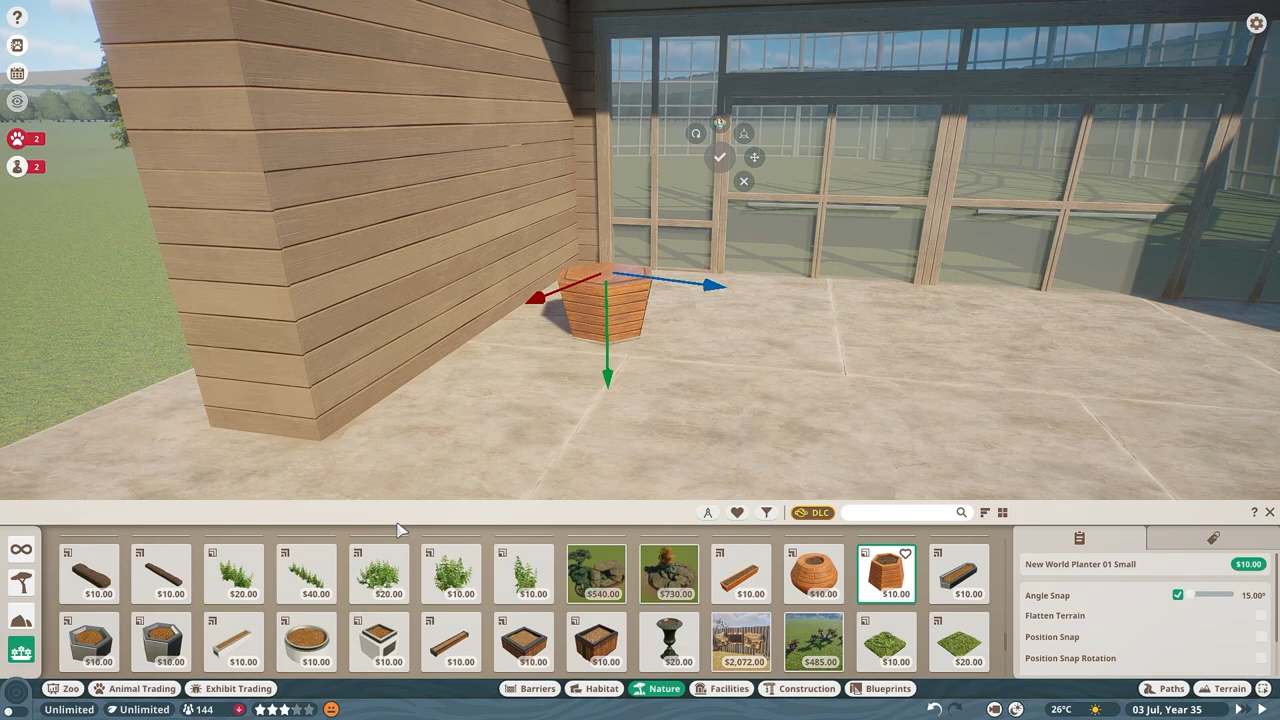 ?
2
2
DLC
?
$10.00 $10.00 $20.00 $40.00 $20.00 $10.00 $10.00 $540.00 $730.00 $10.00 $10.00 $10.00 $10.00
$10.00 $10.00 $10.00 $10.00 $10.00 $10.00 $10.00 $10.00 $20.00 $2,072.00 $485.00 $10.00 $20.00
New World Planter 01 Small $10.00
Angle Snap 15.00°
Flatten Terrain
Position Snap
Position Snap Rotation
Zoo Animal Trading Exhibit Trading Barriers Habitat Nature Facilities Construction Blueprints Paths Terrain
Unlimited Unlimited 144 26°C 03 Jul, Year 35